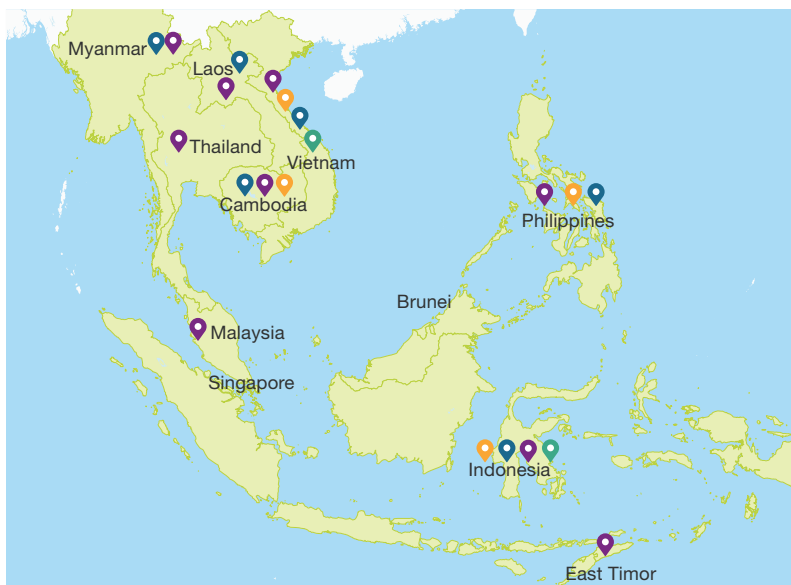 Myanmar
Laos
Thailand
Vietnam
Cambodia
Philippines
Brunei
Malaysia
Singapore
Indonesia
East Timor